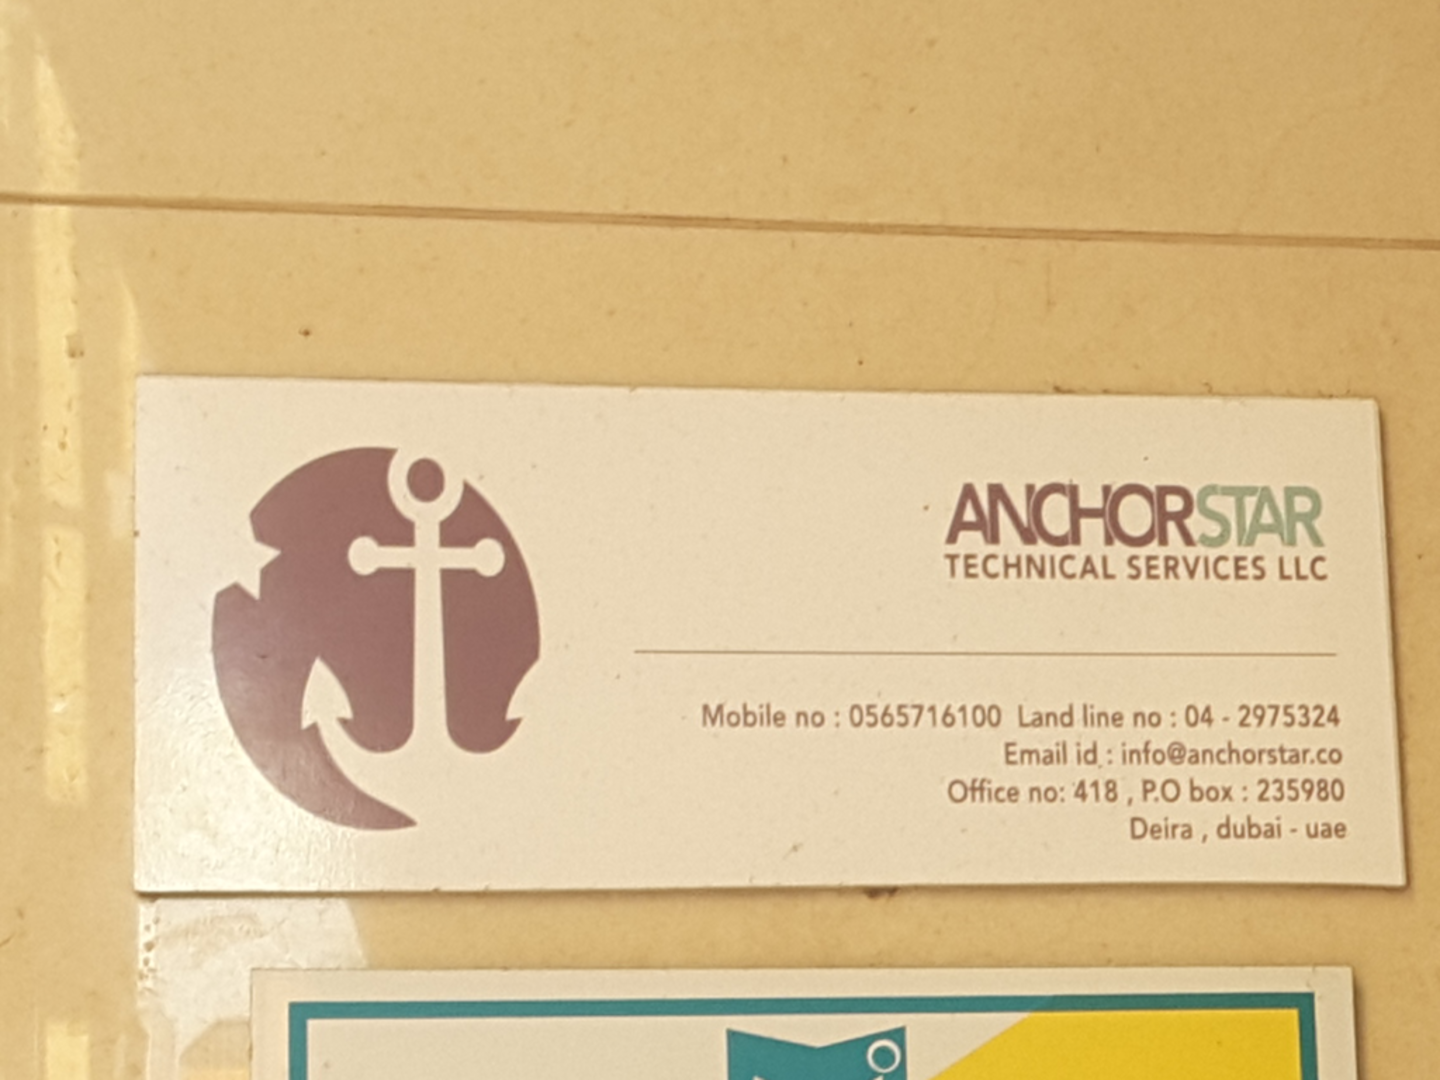 ANCHORSTAR
TECHNICAL SERVICES LLC
Mobile no : 0565716100 Land line no : 04 - 2975324
Email id : info@anchorstar.co
Office no: 418 , P.O box : 235980
Deira , dubai - uae